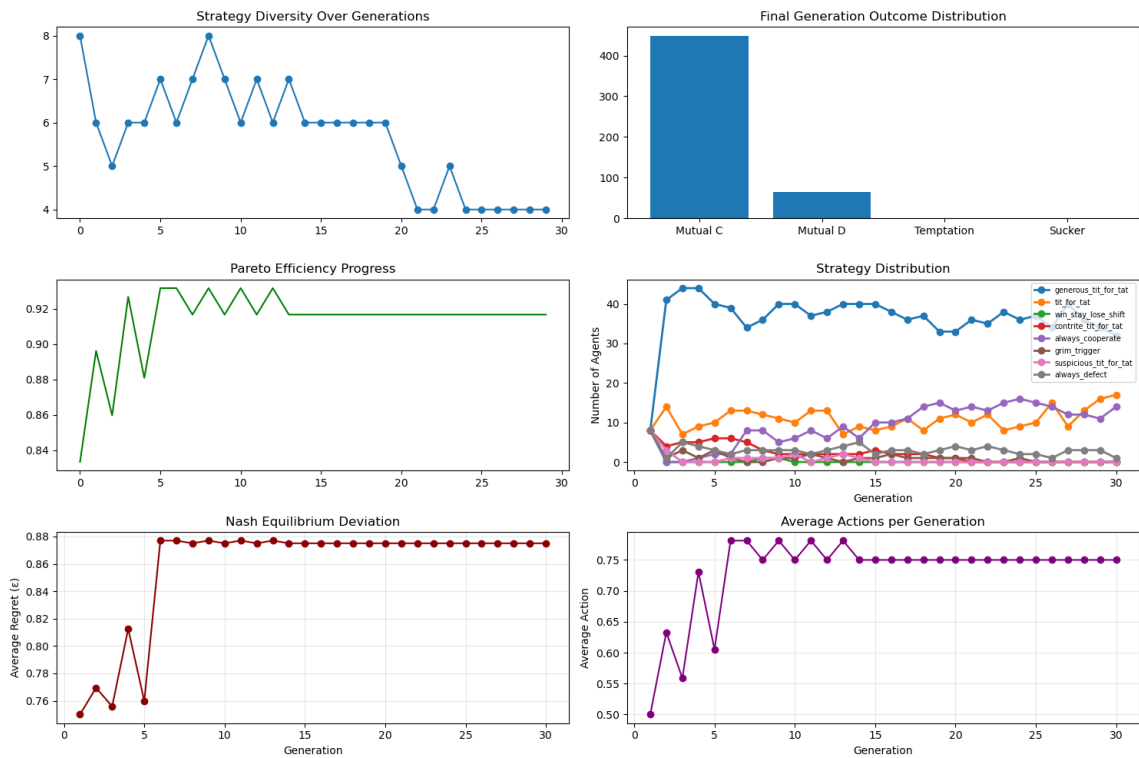 Strategy Diversity Over Generations
8
7
6
5
4
0 5 10 15 20 25 30
Final Generation Outcome Distribution
400
300
200
100
0
Mutual C Mutual D Temptation Sucker
Pareto Efficiency Progress
0.92
0.90
0.88
0.86
0.84
0 5 10 15 20 25 30
Strategy Distribution
Number of Agents
40
30
20
10
0
generous_tit_for_tat
tit_for_tat
win_stay_lose_shift
contrite_tit_for_tat
always_cooperate
grim_trigger
suspicious_tit_for_tat
always_defect
0 5 10 15 20 25 30
Generation
Nash Equilibrium Deviation
Average Regret (ε)
0.88
0.86
0.84
0.82
0.80
0.78
0.76
0 5 10 15 20 25 30
Generation
Average Actions per Generation
Average Action
0.75
0.70
0.65
0.60
0.55
0.50
0 5 10 15 20 25 30
Generation